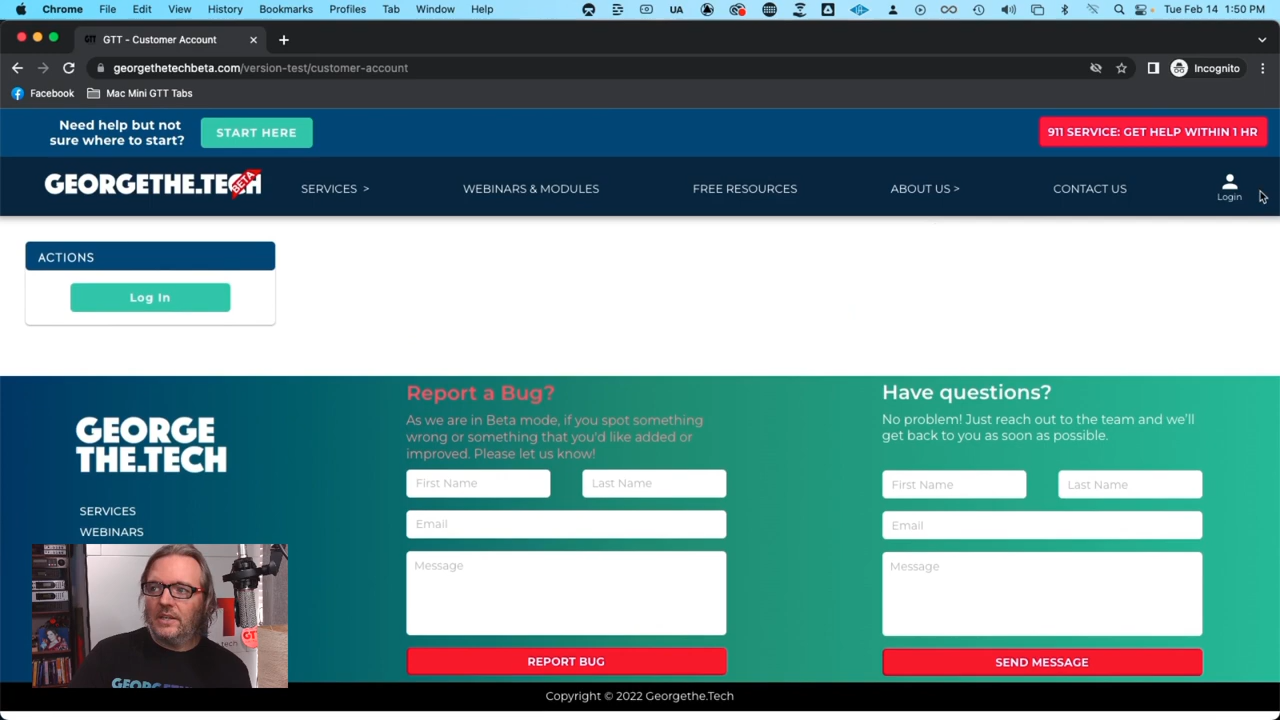 Chrome File Edit View History Bookmarks Profiles Tab Window Help UA Tue Feb 14 1:50 PM
GTT - Customer Account
georgethetechbeta.com/version-test/customer-account
Incognito
Facebook Mac Mini GTT Tabs
Need help but not
sure where to start?
START HERE
911 SERVICE: GET HELP WITHIN 1 HR
GEORGETHE.TECH BETA
SERVICES >
WEBINARS & MODULES
FREE RESOURCES
ABOUT US >
CONTACT US
Login
ACTIONS
Log In
GEORGE
THE.TECH
SERVICES
WEBINARS
Report a Bug?
As we are in Beta mode, if you spot something
wrong or something that you'd like added or
improved. Please let us know!
First Name Last Name
Email
Message
REPORT BUG
Have questions?
No problem! Just reach out to the team and we'll
get back to you as soon as possible.
First Name Last Name
Email
Message
SEND MESSAGE
Copyright © 2022 Georgethe.Tech